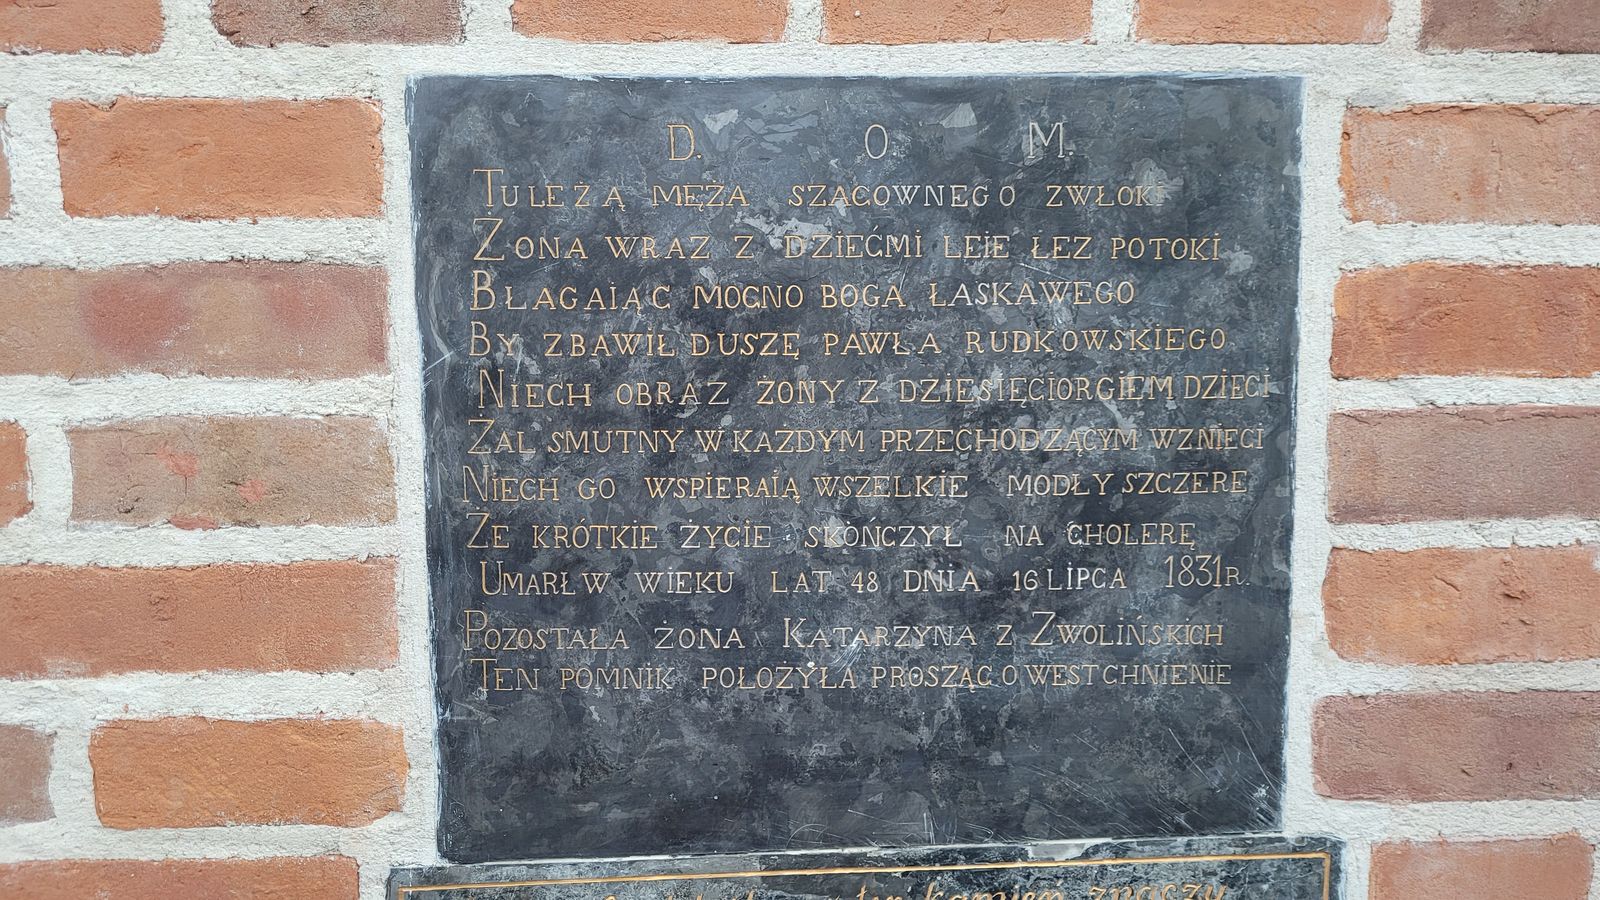 D. O M.
TU LEŻĄ MĘŻA SZACOWNEGO ZWŁOKI
ŻONA WRAZ Z DZIEĆMI LEIE ŁEZ POTOKI
BŁAGAIĄC MOCNO BOGA ŁASKAWEGO
BY ZBAWIŁ DUSZĘ PAWŁA RUDKOWSKIEGO
NIECH OBRAZ ŻONY Z DZIESIĘCIORGIEM DZIECI
ŻAL SMUTNY W KAŻDYM PRZECHODZĄCYM WZNIECI
NIECH GO WSPIERAIĄ WSZELKIE MODŁY SZCZERE
ŻE KRÓTKIE ŻYCIE SKOŃCZYŁ NA CHOLERĘ
UMARŁ W WIEKU LAT 48 DNIA 16 LIPCA 1831 R.
POZOSTAŁA ŻONA KATARZYNA Z ZWOLIŃSKICH
TEN POMNIK POŁOŻYŁA PROSZĄC O WESTCHNIENIE
ten kamień znaczy